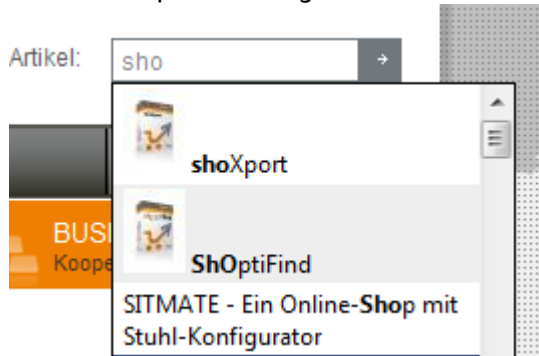 Artikel:
sho
shoXport
BUSI
Koope
ShOptiFind
SITMATE - Ein Online-Shop mit
Stuhl-Konfigurator